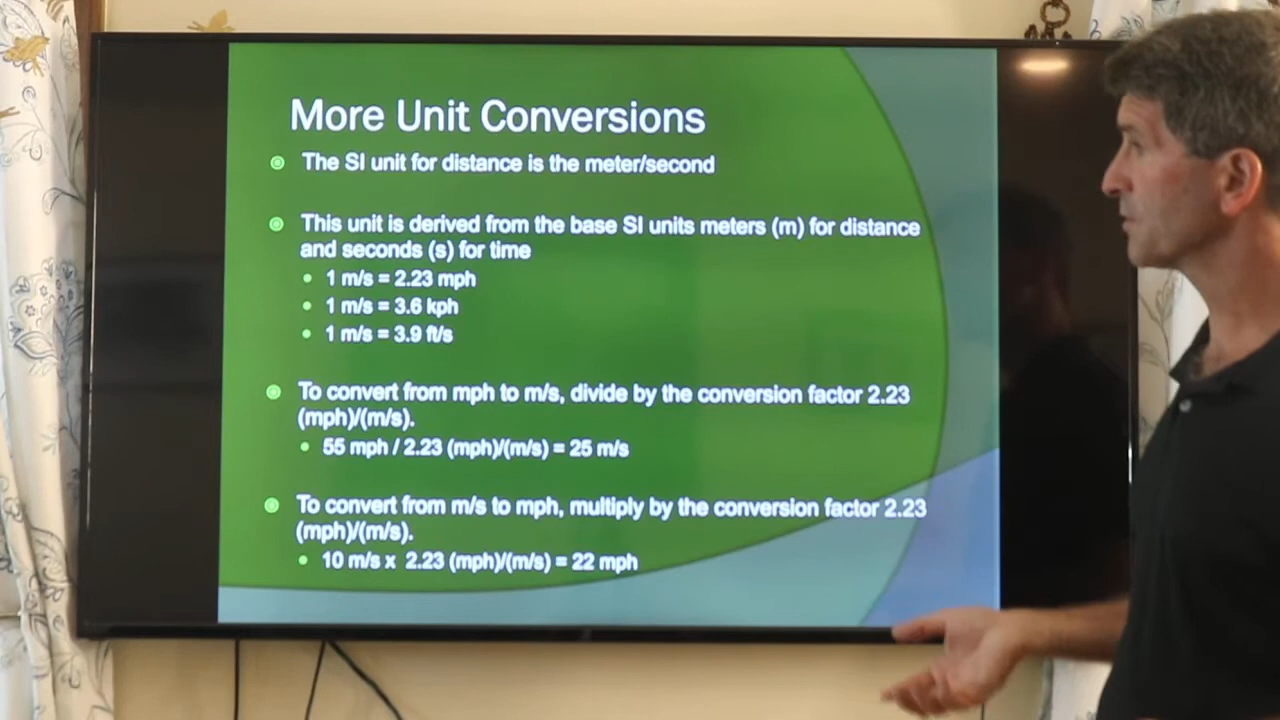 More Unit Conversions
The SI unit for distance is the meter/second
This unit is derived from the base SI units meters (m) for distance
and seconds (s) for time
1 m/s = 2.23 mph
1 m/s = 3.6 kph
1 m/s = 3.9 ft/s
To convert from mph to m/s, divide by the conversion factor 2.23
(mph)/(m/s).
55 mph / 2.23 (mph)/(m/s) = 25 m/s
To convert from m/s to mph, multiply by the conversion factor 2.23
(mph)/(m/s).
10 m/s x 2.23 (mph)/(m/s) = 22 mph